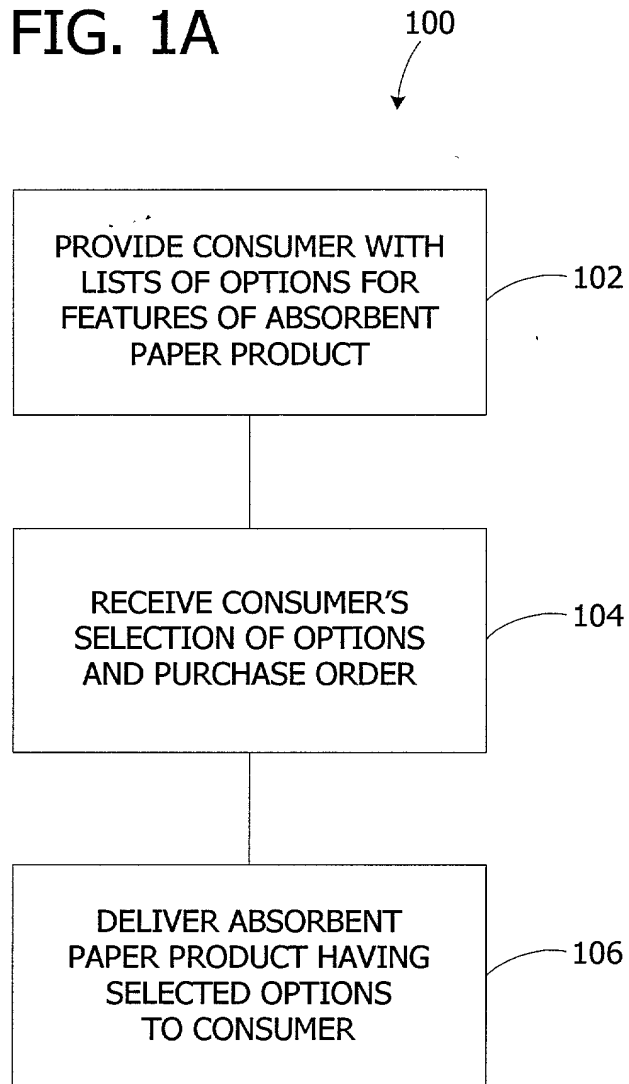 FIG. 1A
100
PROVIDE CONSUMER WITH
LISTS OF OPTIONS FOR
FEATURES OF ABSORBENT
PAPER PRODUCT
102
RECEIVE CONSUMER'S
SELECTION OF OPTIONS
AND PURCHASE ORDER
104
DELIVER ABSORBENT
PAPER PRODUCT HAVING
SELECTED OPTIONS
TO CONSUMER
106